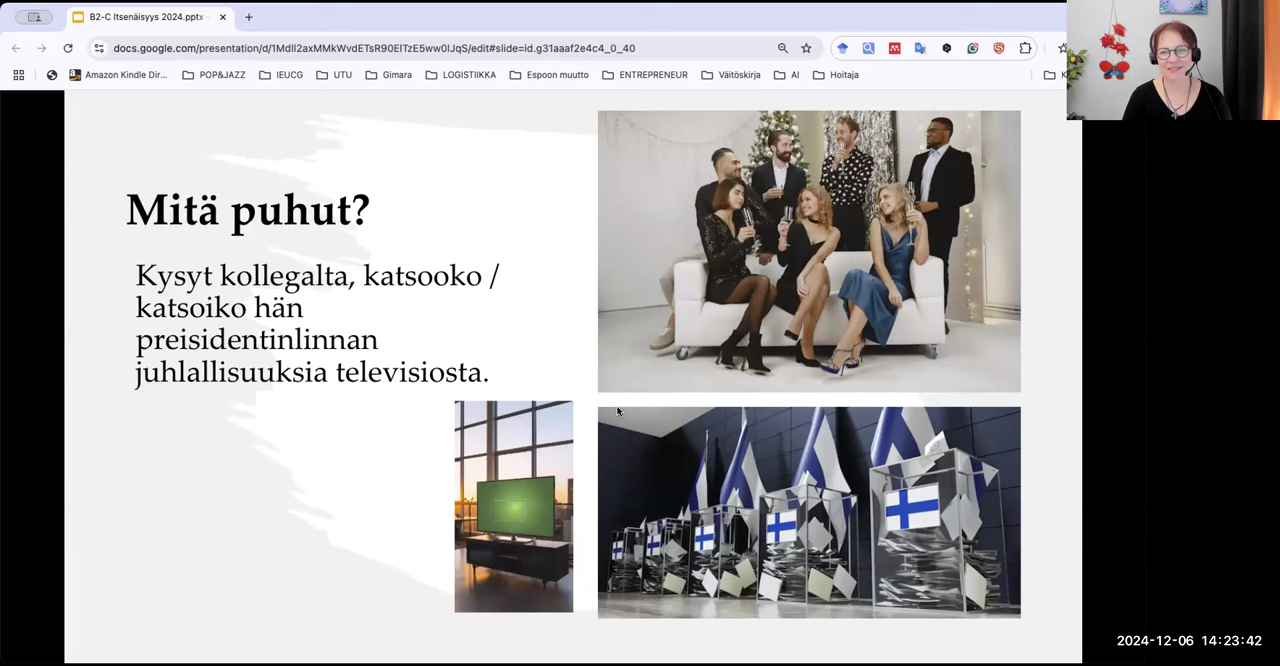 B2-C Itsenäisyys 2024.pptx -
docs.google.com/presentation/d/1MdIl2axMMkWvdETsR90EITzE5ww0IJqS/edit#slide=id.g31aaaf2e4c4_0_40
Amazon Kindle Dir...
POP&JAZZ
IEUCG
UTU
Gimara
LOGISTIIKKA
Espoon muutto
ENTREPRENEUR
Väitöskirja
AI
Hoitaja
Mitä puhut?
Kysyt kollegalta, katsooko /
katsoiko hän
preisidentinlinnan
juhlallisuuksia televisiosta.
2024-12-06 14:23:42